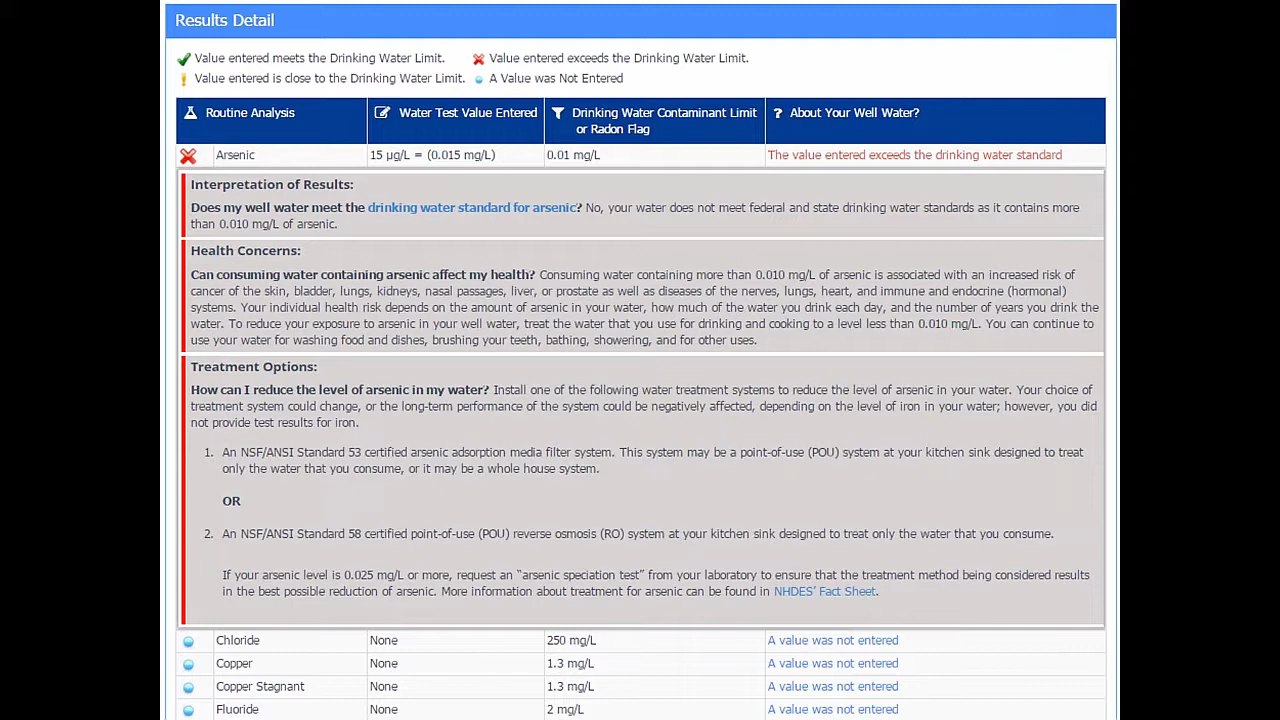 Results Detail
Value entered meets the Drinking Water Limit. Value entered exceeds the Drinking Water Limit.
Value entered is close to the Drinking Water Limit. A Value was Not Entered
Routine Analysis Water Test Value Entered Drinking Water Contaminant Limit or Radon Flag ? About Your Well Water?
Arsenic 15 µg/L = (0.015 mg/L) 0.01 mg/L The value entered exceeds the drinking water standard
Interpretation of Results:
Does my well water meet the drinking water standard for arsenic? No, your water does not meet federal and state drinking water standards as it contains more
than 0.010 mg/L of arsenic.
Health Concerns:
Can consuming water containing arsenic affect my health? Consuming water containing more than 0.010 mg/L of arsenic is associated with an increased risk of
cancer of the skin, bladder, lungs, kidneys, nasal passages, liver, or prostate as well as diseases of the nerves, lungs, heart, and immune and endocrine (hormonal)
systems. Your individual health risk depends on the amount of arsenic in your water, how much of the water you drink each day, and the number of years you drink the
water. To reduce your exposure to arsenic in your well water, treat the water that you use for drinking and cooking to a level less than 0.010 mg/L. You can continue to
use your water for washing food and dishes, brushing your teeth, bathing, showering, and for other uses.
Treatment Options:
How can I reduce the level of arsenic in my water? Install one of the following water treatment systems to reduce the level of arsenic in your water. Your choice of
treatment system could change, or the long-term performance of the system could be negatively affected, depending on the level of iron in your water; however, you did
not provide test results for iron.
1. An NSF/ANSI Standard 53 certified arsenic adsorption media filter system. This system may be a point-of-use (POU) system at your kitchen sink designed to treat
only the water that you consume, or it may be a whole house system.
OR
2. An NSF/ANSI Standard 58 certified point-of-use (POU) reverse osmosis (RO) system at your kitchen sink designed to treat only the water that you consume.
If your arsenic level is 0.025 mg/L or more, request an “arsenic speciation test” from your laboratory to ensure that the treatment method being considered results
in the best possible reduction of arsenic. More information about treatment for arsenic can be found in NHDES’ Fact Sheet.
Chloride None 250 mg/L A value was not entered
Copper None 1.3 mg/L A value was not entered
Copper Stagnant None 1.3 mg/L A value was not entered
Fluoride None 2 mg/L A value was not entered